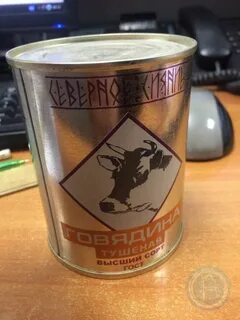 СЕВЕРНОЕ СИЯНИЕ
ГОВЯДИНА
ТУШЕНАЯ
ВЫСШИЙ СОРТ
ГОСТ